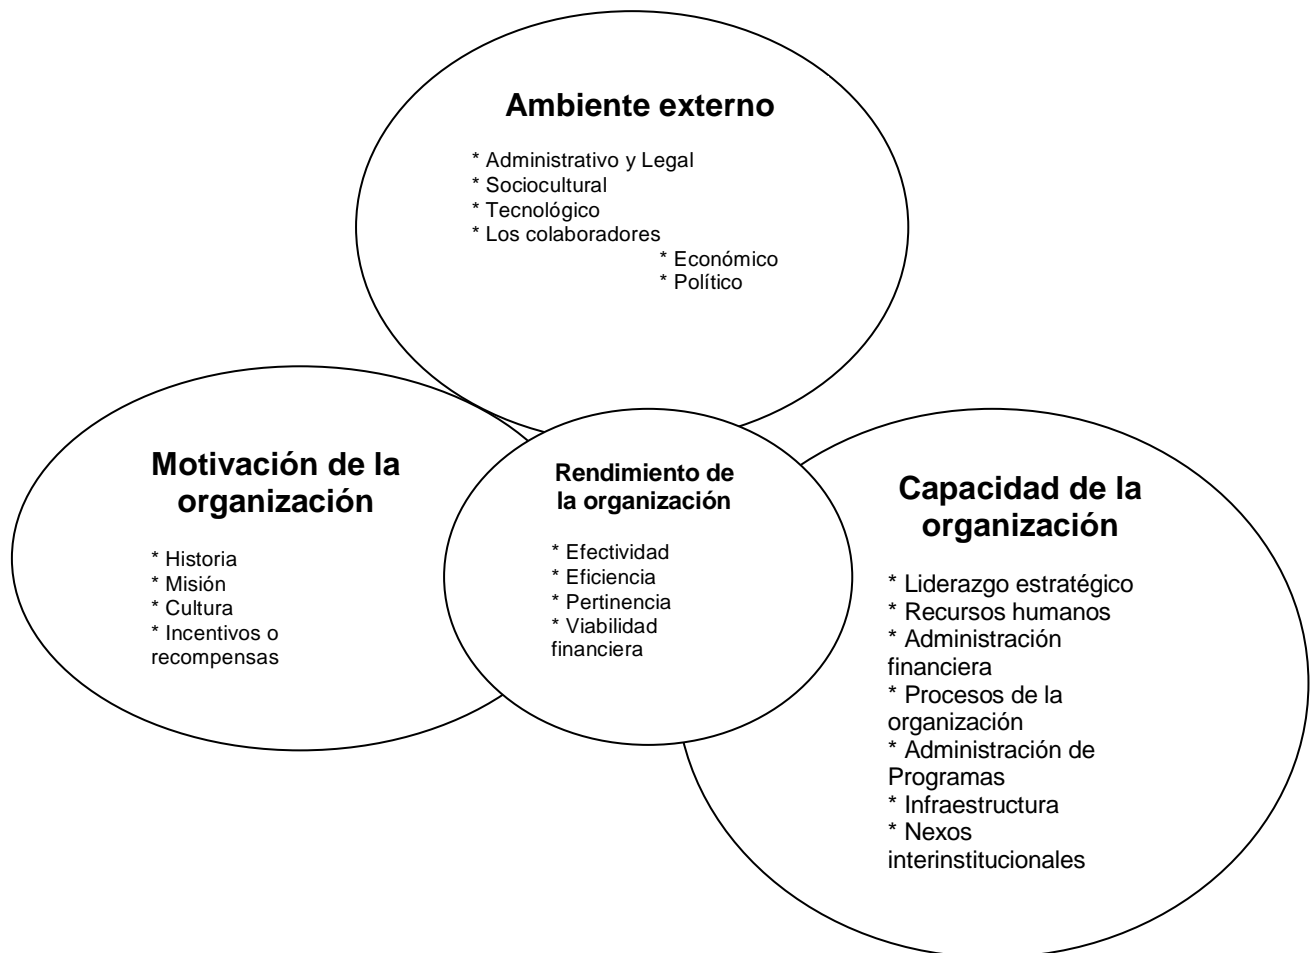 Ambiente externo
* Administrativo y Legal
* Sociocultural
* Tecnológico
* Los colaboradores
* Económico
* Político
Motivación de la
organización
* Historia
* Misión
* Cultura
* Incentivos o
recompensas
Rendimiento de
la organización
* Efectividad
* Eficiencia
* Pertinencia
* Viabilidad
financiera
Capacidad de la
organización
* Liderazgo estratégico
* Recursos humanos
* Administración
financiera
* Procesos de la
organización
* Administración de
Programas
* Infraestructura
* Nexos
interinstitucionales